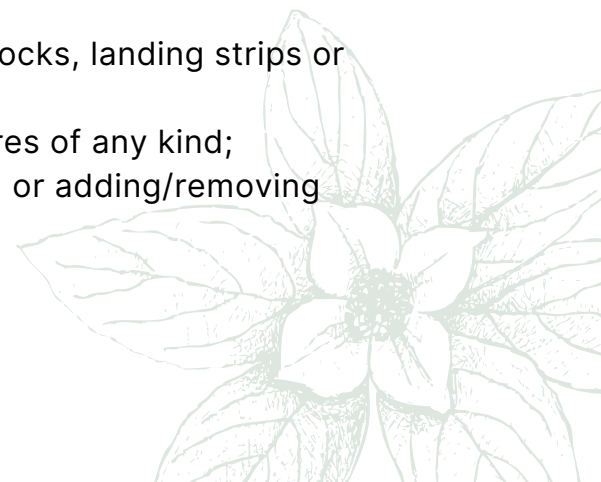 ocks, landing strips or
res of any kind;
or adding/removing